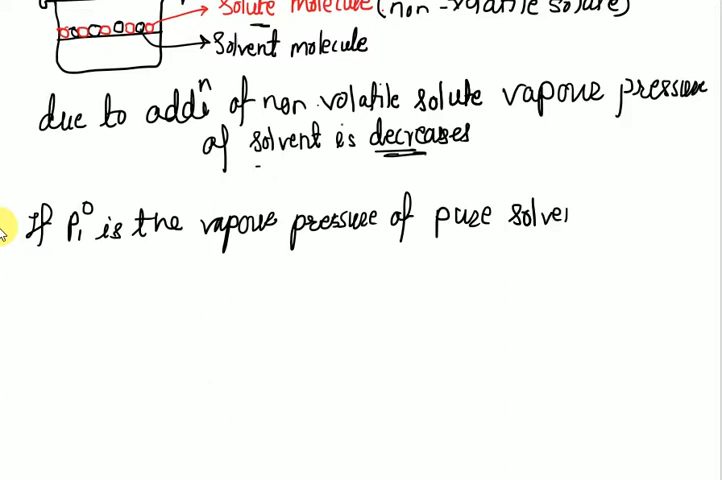 solute molecule (non-volatile solute)
Solvent molecule
due to addiⁿ of non volatile solute vapour pressure
of solvent is decreases
If P₁⁰ is the vapour pressure of pure solve